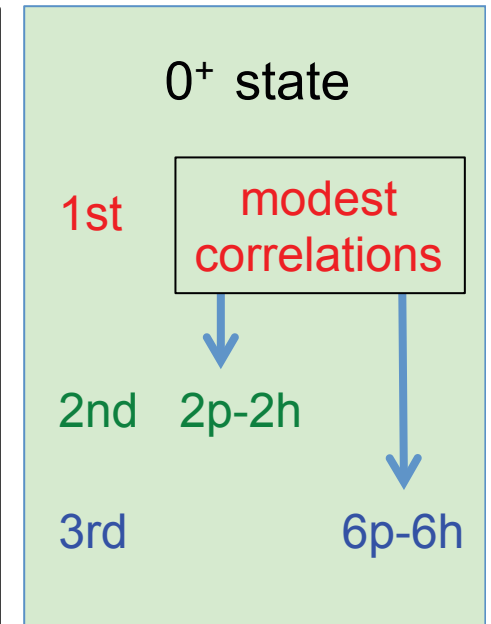 0⁺ state
1st modest
correlations
2nd 2p-2h
3rd 6p-6h